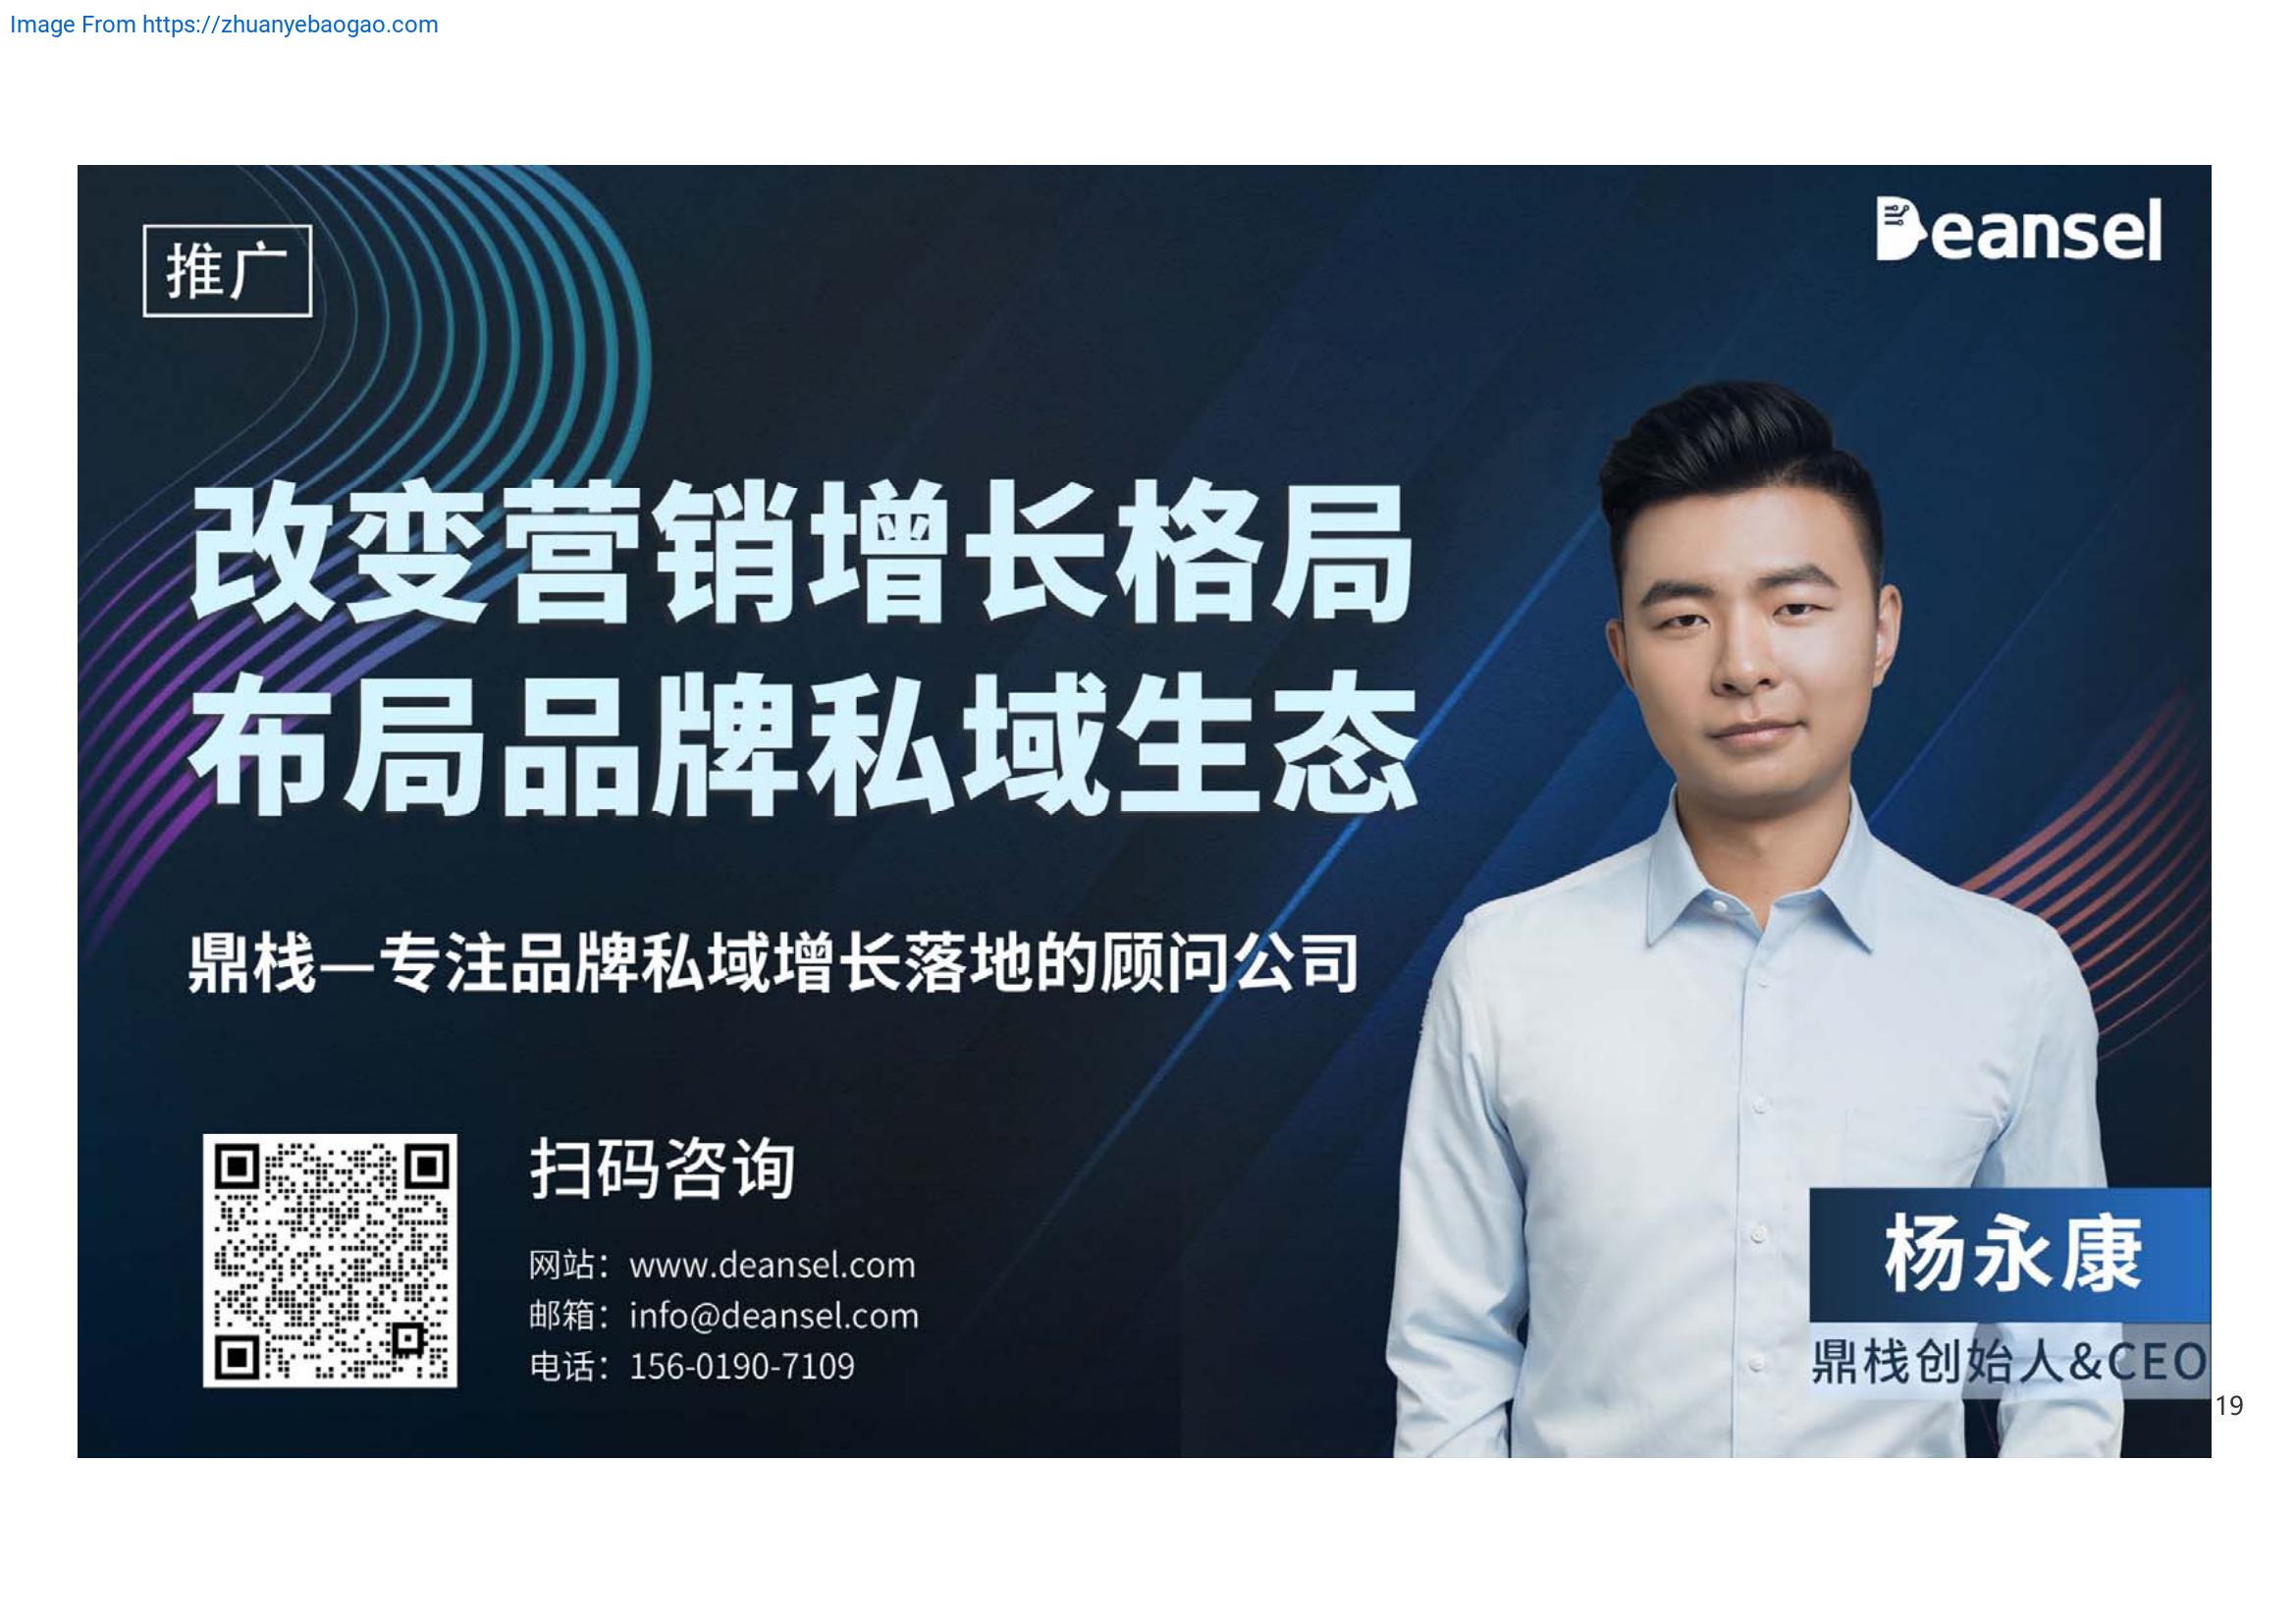 Image From https://zhuanyebaogao.com
推广
Deansel
改变营销增长格局
布局品牌私域生态
鼎栈—专注品牌私域增长落地的顾问公司
扫码咨询
网站：www.deansel.com
邮箱：info@deansel.com
电话：156-0190-7109
杨永康
鼎栈创始人&CEO
19